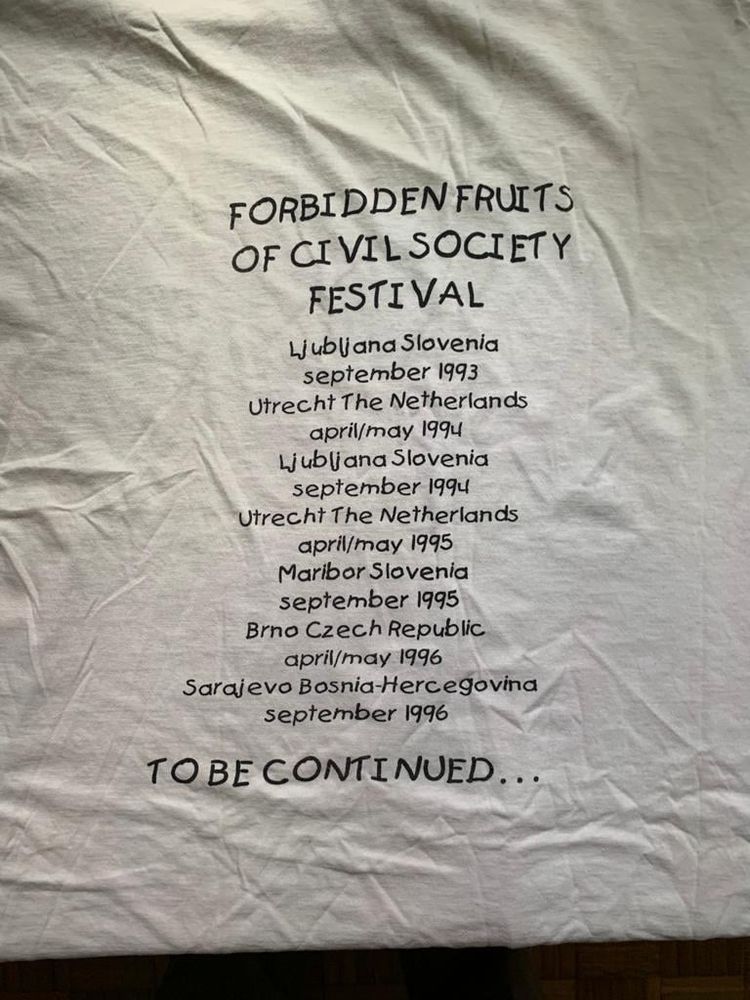 FORBIDDEN FRUITS
OF CIVIL SOCIETY
FESTIVAL
Ljubljana Slovenia
september 1993
Utrecht The Netherlands
april/may 1994
Ljubljana Slovenia
september 1994
Utrecht The Netherlands
april/may 1995
Maribor Slovenia
september 1995
Brno Czech Republic
april/may 1996
Sarajevo Bosnia-Hercegovina
september 1996
TO BE CONTINUED...